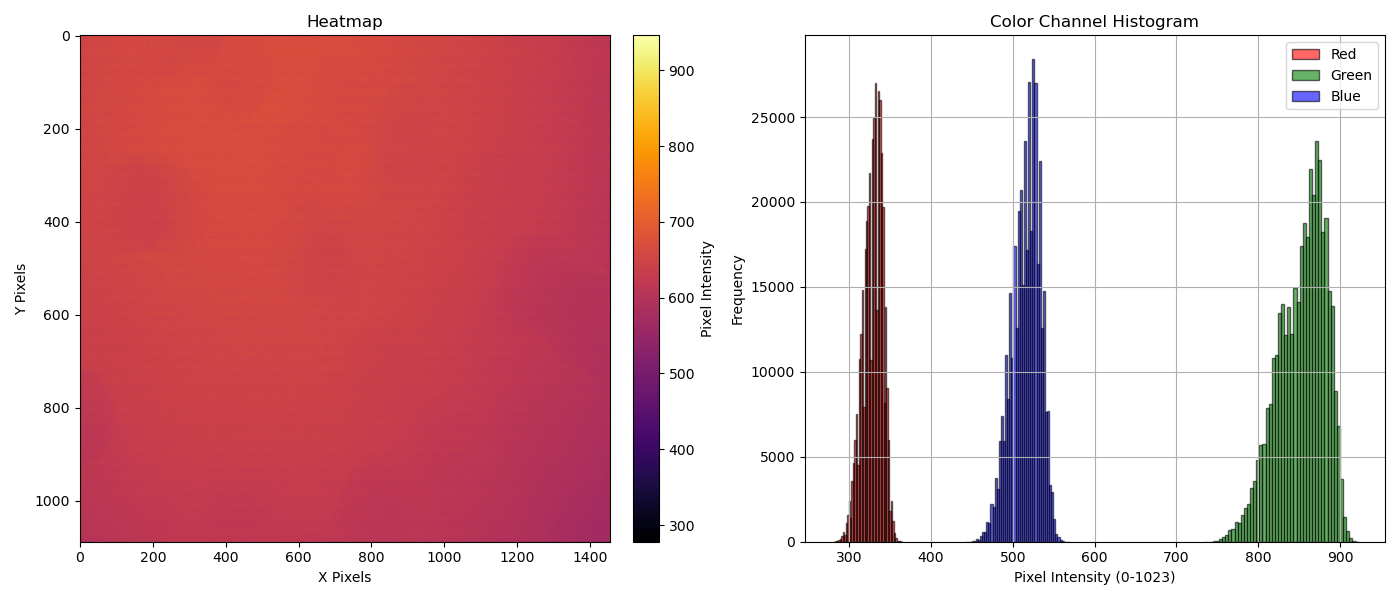 Heatmap
0
200
400
600
800
1000
Y Pixels
0 200 400 600 800 1000 1200 1400
X Pixels
900
800
700
600
500
400
300
Pixel Intensity
Color Channel Histogram
Red
Green
Blue
25000
20000
15000
10000
5000
0
Frequency
300 400 500 600 700 800 900
Pixel Intensity (0-1023)